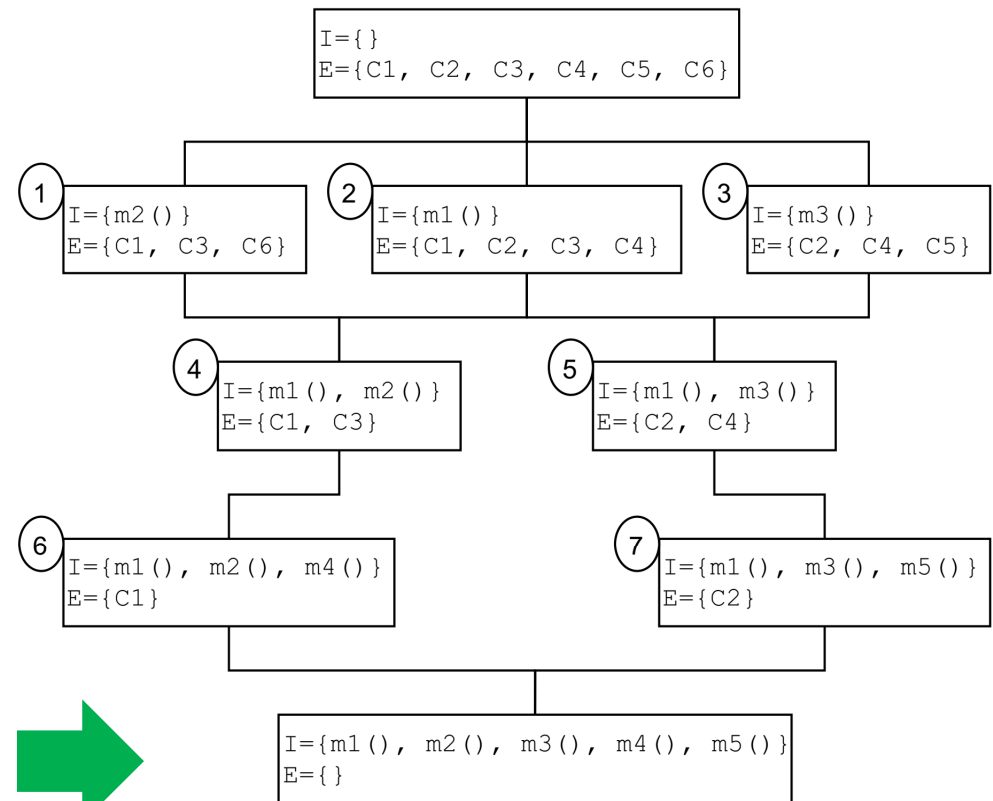 I={}
E={C1, C2, C3, C4, C5, C6}
1
I={m2()}
E={C1, C3, C6}
2
I={m1()}
E={C1, C2, C3, C4}
3
I={m3()}
E={C2, C4, C5}
4
I={m1(), m2()}
E={C1, C3}
5
I={m1(), m3()}
E={C2, C4}
6
I={m1(), m2(), m4()}
E={C1}
7
I={m1(), m3(), m5()}
E={C2}
I={m1(), m2(), m3(), m4(), m5()}
E={}